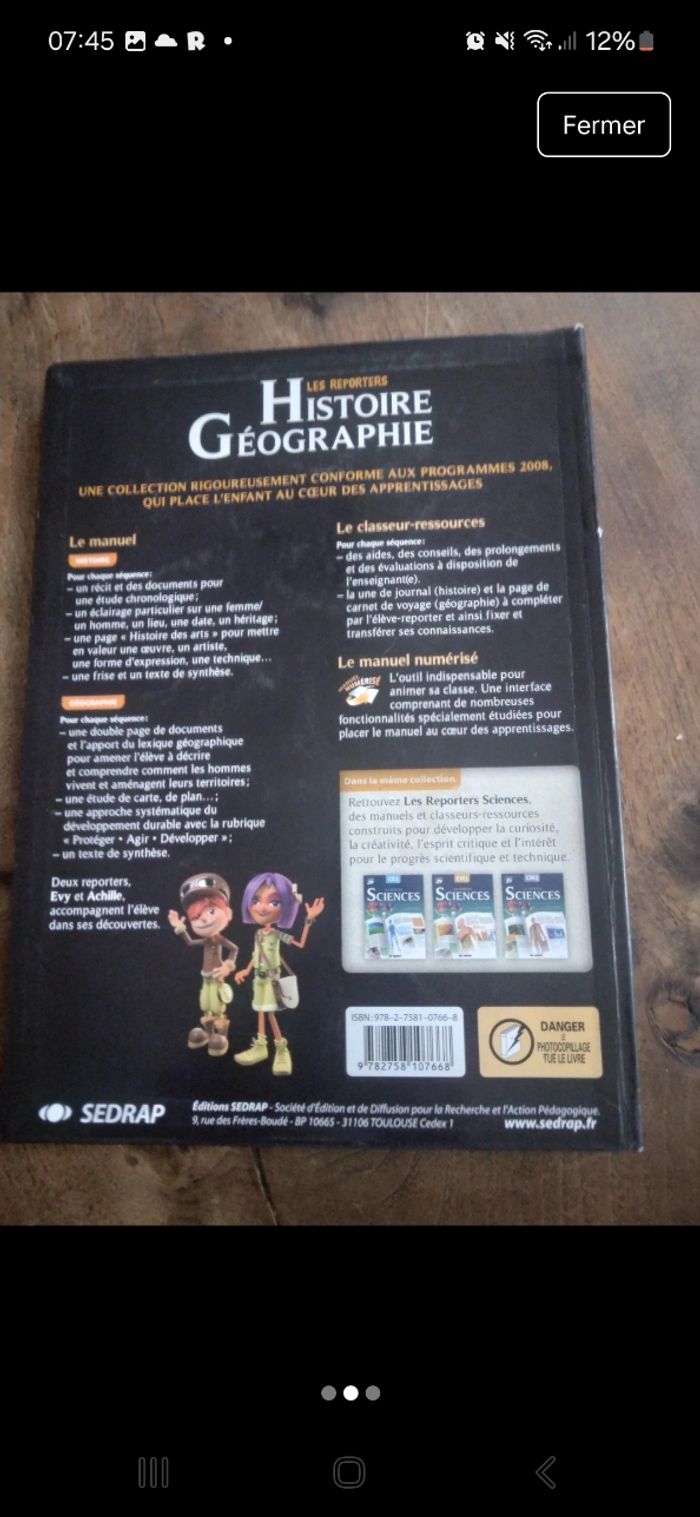 07:45
12%
Fermer
LES REPORTERS
HISTOIRE
GÉOGRAPHIE
UNE COLLECTION RIGOUREUSEMENT CONFORME AUX PROGRAMMES 2008,
QUI PLACE L'ENFANT AU CŒUR DES APPRENTISSAGES
Le manuel
HISTOIRE
Pour chaque séquence :
– un récit et des documents pour
une étude chronologique ;
– un éclairage particulier sur une femme/
un homme, un lieu, une date, un héritage ;
– une page « Histoire des arts » pour mettre
en valeur une œuvre, un artiste,
une forme d'expression, une technique...
– une frise et un texte de synthèse.
GÉOGRAPHIE
Pour chaque séquence :
– une double page de documents
et l'apport du lexique géographique
pour amener l'élève à décrire
et comprendre comment les hommes
vivent et aménagent leurs territoires ;
– une étude de carte, de plan... ;
– une approche systématique du
développement durable avec la rubrique
« Protéger • Agir • Développer » ;
– un texte de synthèse.
Deux reporters,
Evy et Achille,
accompagnent l'élève
dans ses découvertes.
Le classeur-ressources
Pour chaque séquence :
– des aides, des conseils, des prolongements
et des évaluations à disposition de
l'enseignant(e).
– la une de journal (histoire) et la page de
carnet de voyage (géographie) à compléter
par l'élève-reporter et ainsi fixer et
transférer ses connaissances.
Le manuel numérisé
MANUEL
NUMÉRISÉ
L'outil indispensable pour
animer sa classe. Une interface
comprenant de nombreuses
fonctionnalités spécialement étudiées pour
placer le manuel au cœur des apprentissages.
Dans la même collection
Retrouvez Les Reporters Sciences,
des manuels et classeurs-ressources
construits pour développer la curiosité,
la créativité, l'esprit critique et l'intérêt
pour le progrès scientifique et technique.
SCIENCES
SCIENCES
SCIENCES
ISBN : 978-2-7581-0766-8
9 782758 107668
DANGER
LE
PHOTOCOPILLAGE
TUE LE LIVRE
SEDRAP
Éditions SEDRAP - Société d'Édition et de Diffusion pour la Recherche et l'Action Pédagogique.
9, rue des Frères-Boudé - BP 10665 - 31106 TOULOUSE Cedex 1
www.sedrap.fr